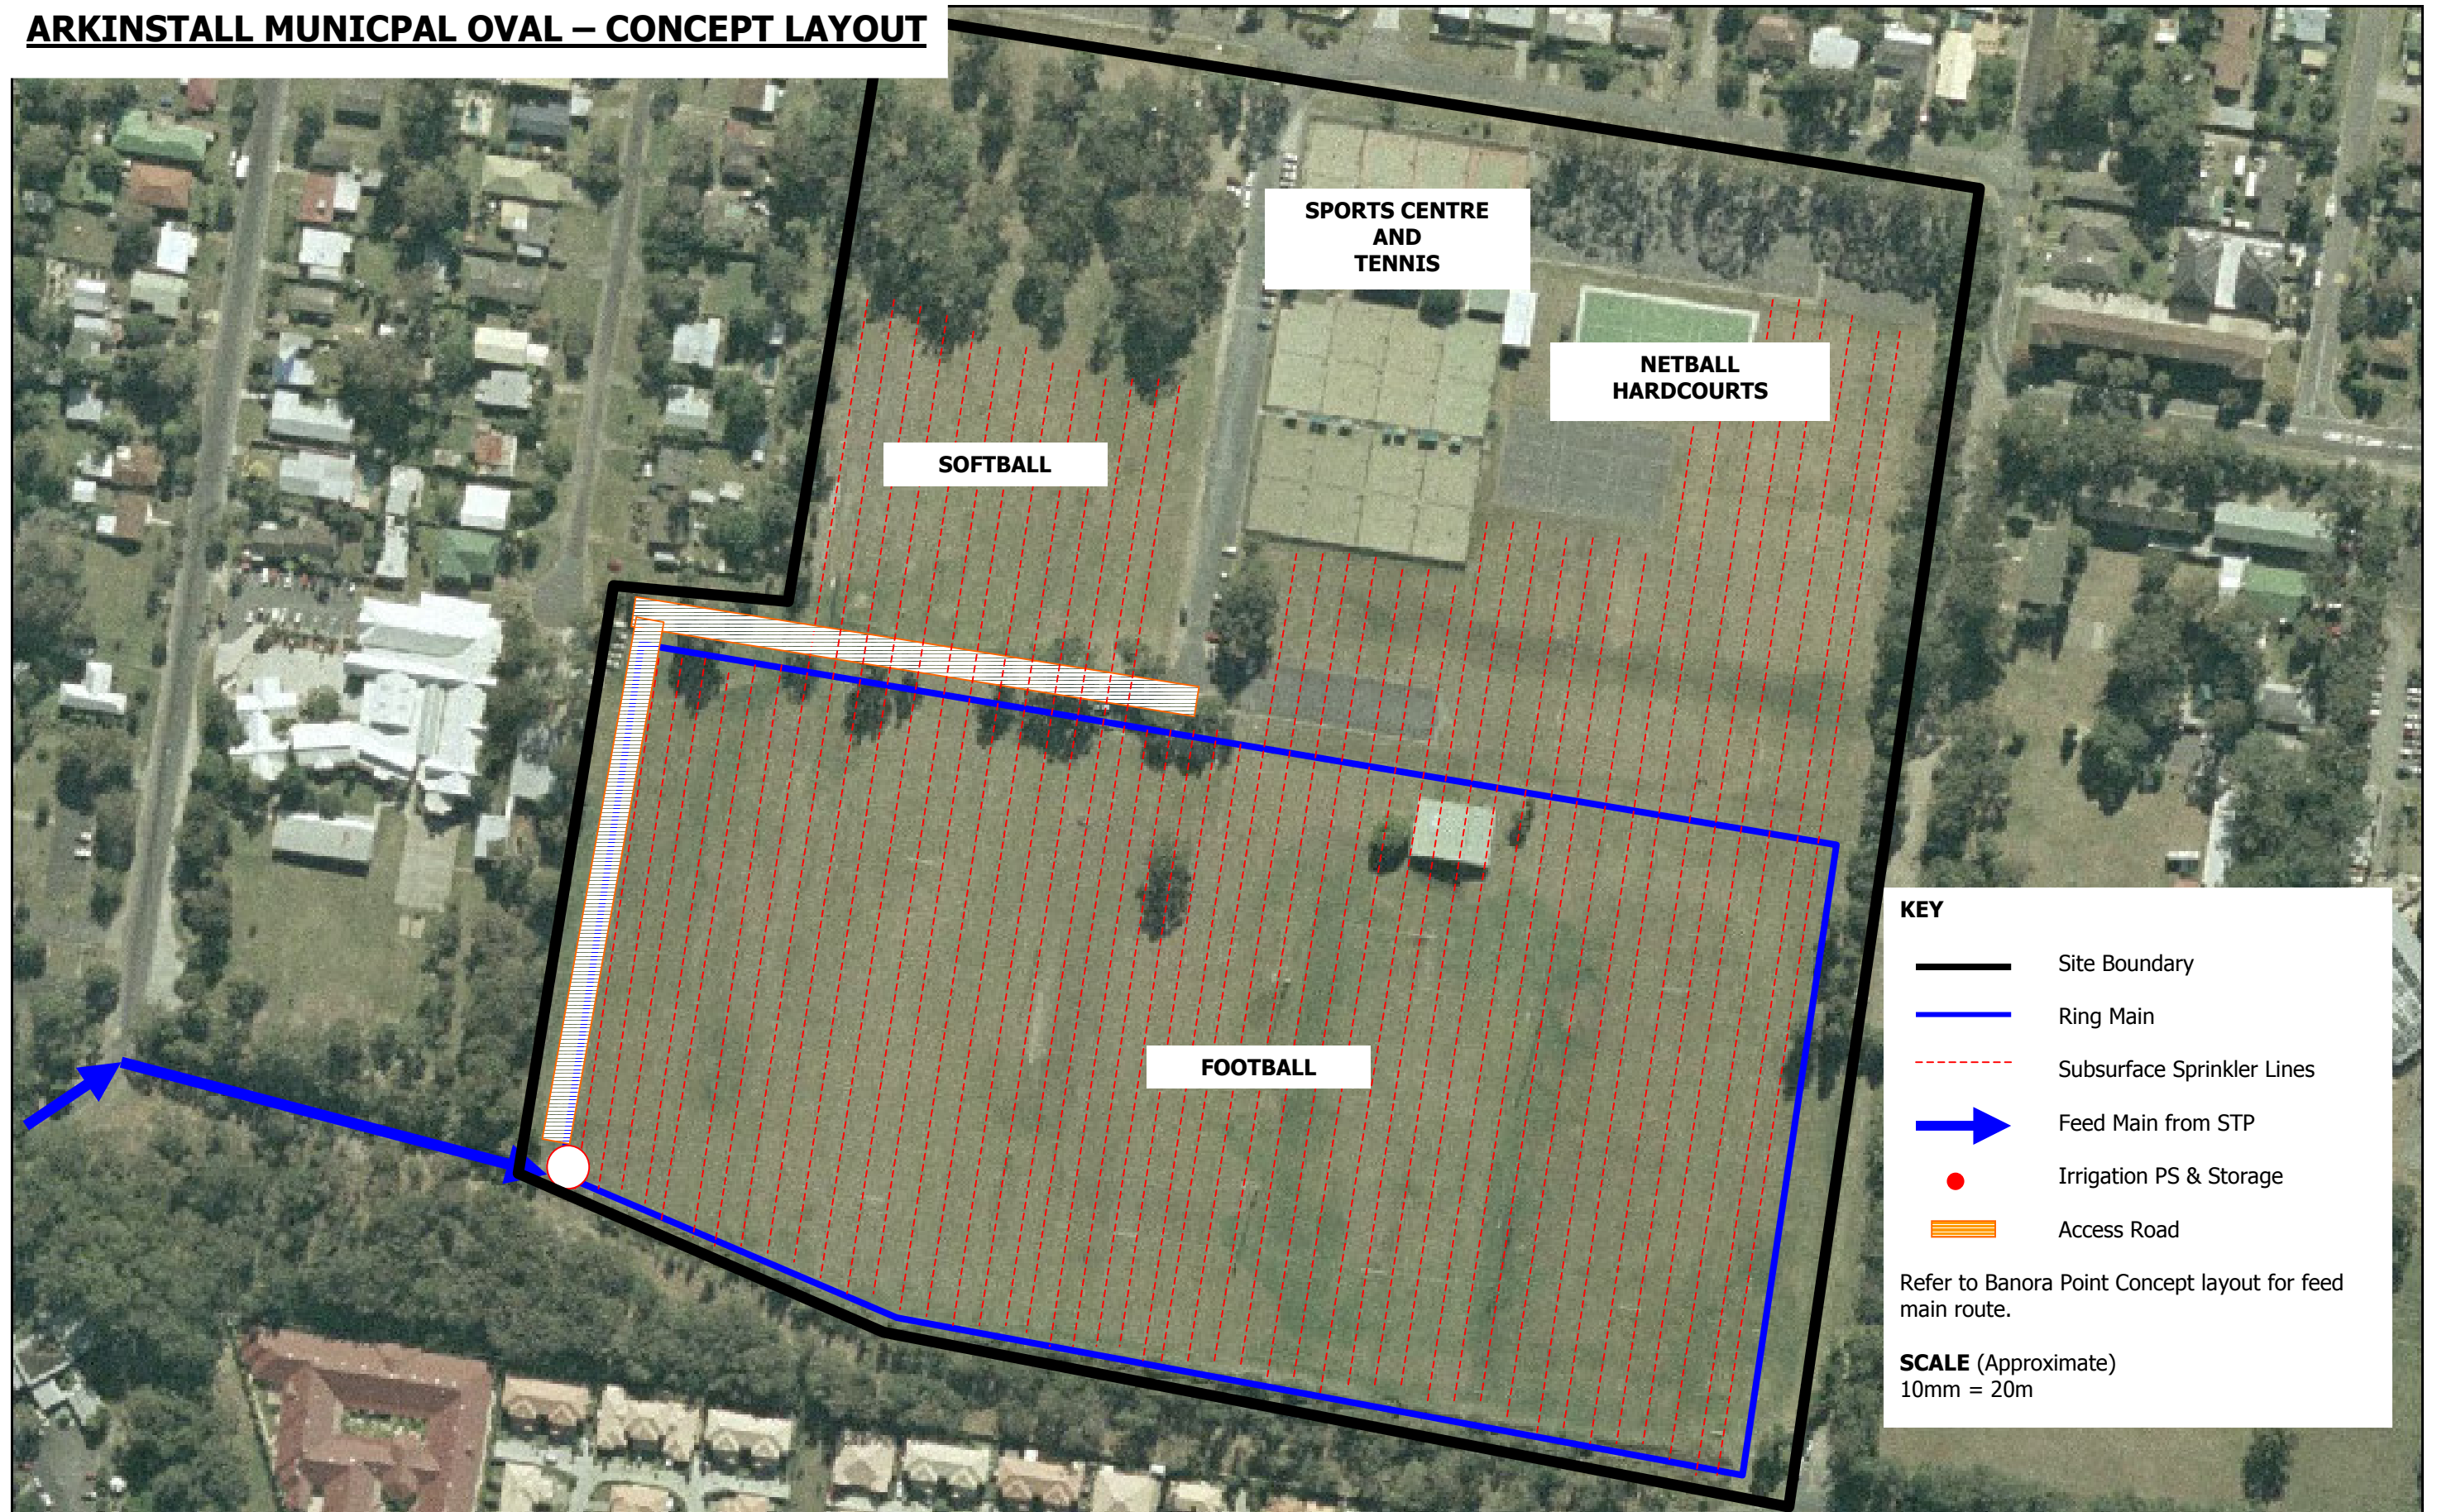 ARKINSTALL MUNICPAL OVAL – CONCEPT LAYOUT
SPORTS CENTRE
AND
TENNIS
NETBALL
HARDCOURTS
SOFTBALL
FOOTBALL
KEY
Site Boundary
Ring Main
Subsurface Sprinkler Lines
Feed Main from STP
Irrigation PS & Storage
Access Road
Refer to Banora Point Concept layout for feed
main route.
SCALE (Approximate)
10mm = 20m